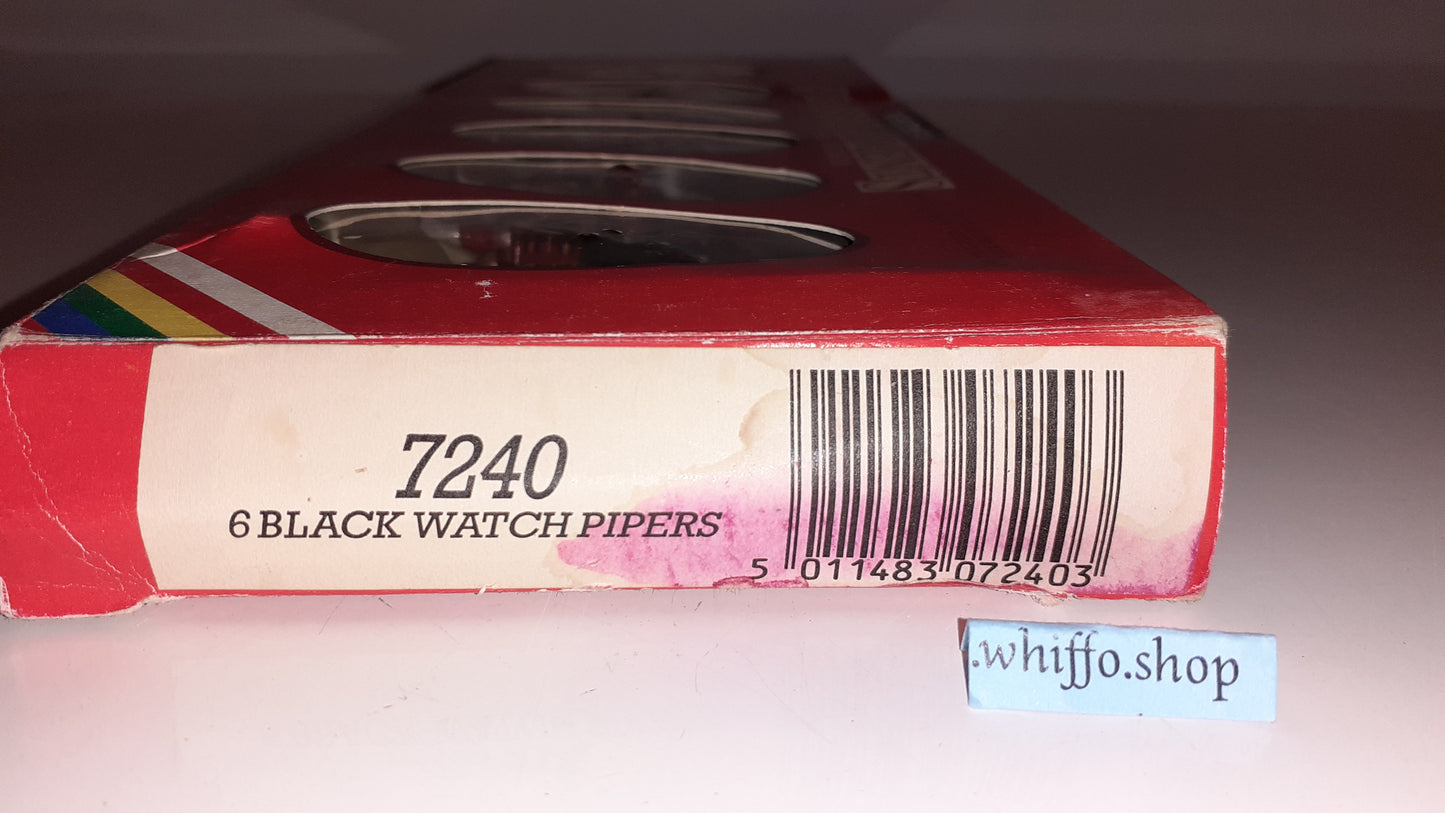 7240
6 BLACK WATCH PIPERS
5 011483 072403
.whiffo.shop